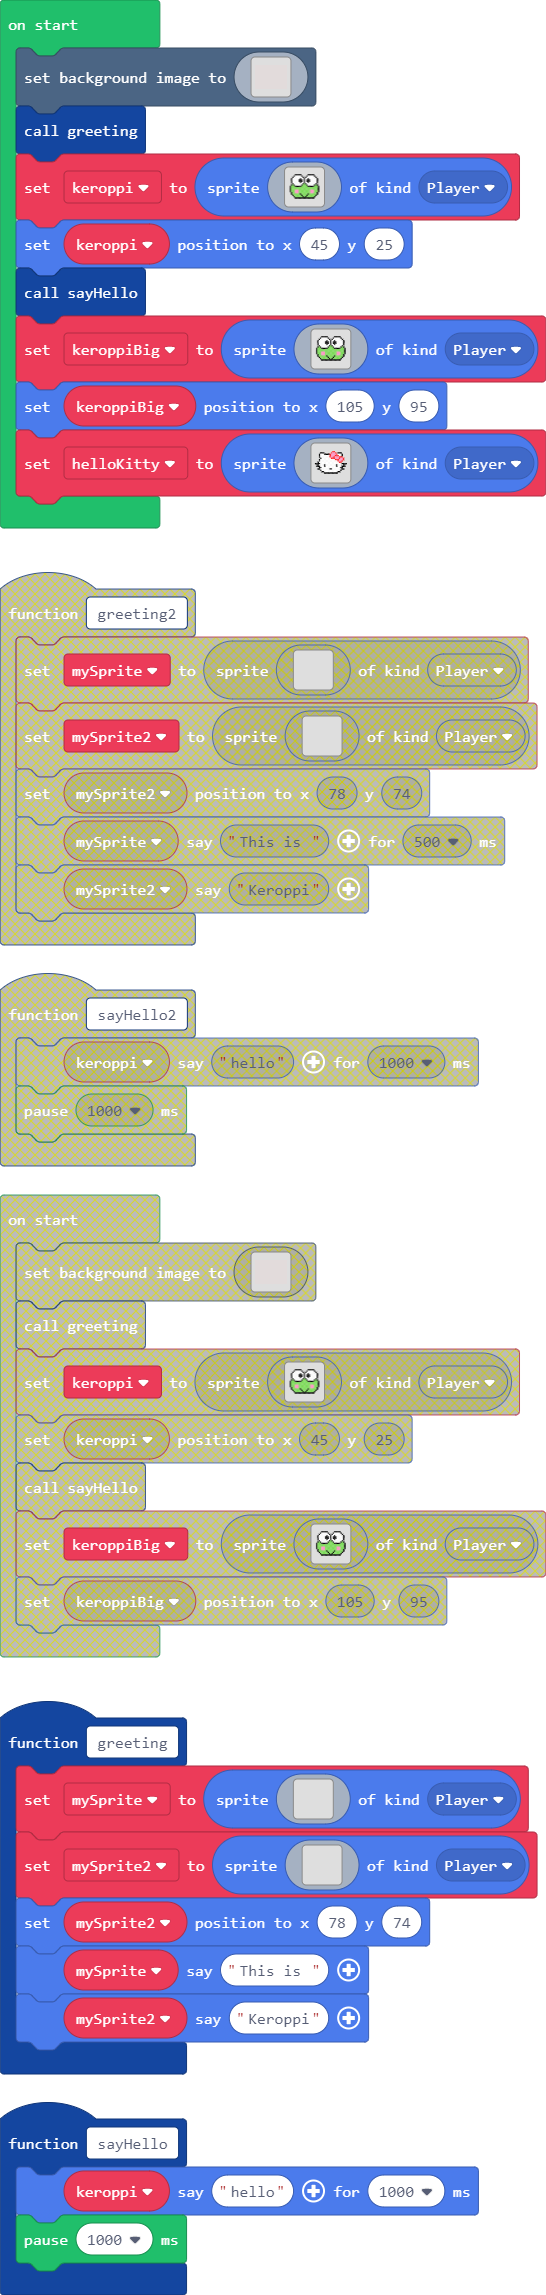 on start
set background image to
call greeting
set keroppi to sprite of kind Player
set keroppi position to x 45 y 25
call sayHello
set keroppiBig to sprite of kind Player
set keroppiBig position to x 105 y 95
set helloKitty to sprite of kind Player
function greeting2
set mySprite to sprite of kind Player
set mySprite2 to sprite of kind Player
set mySprite2 position to x 78 y 74
mySprite say "This is " for 500 ms
mySprite2 say "Keroppi"
function sayHello2
keroppi say "hello" for 1000 ms
pause 1000 ms
on start
set background image to
call greeting
set keroppi to sprite of kind Player
set keroppi position to x 45 y 25
call sayHello
set keroppiBig to sprite of kind Player
set keroppiBig position to x 105 y 95
function greeting
set mySprite to sprite of kind Player
set mySprite2 to sprite of kind Player
set mySprite2 position to x 78 y 74
mySprite say "This is "
mySprite2 say "Keroppi"
function sayHello
keroppi say "hello" for 1000 ms
pause 1000 ms